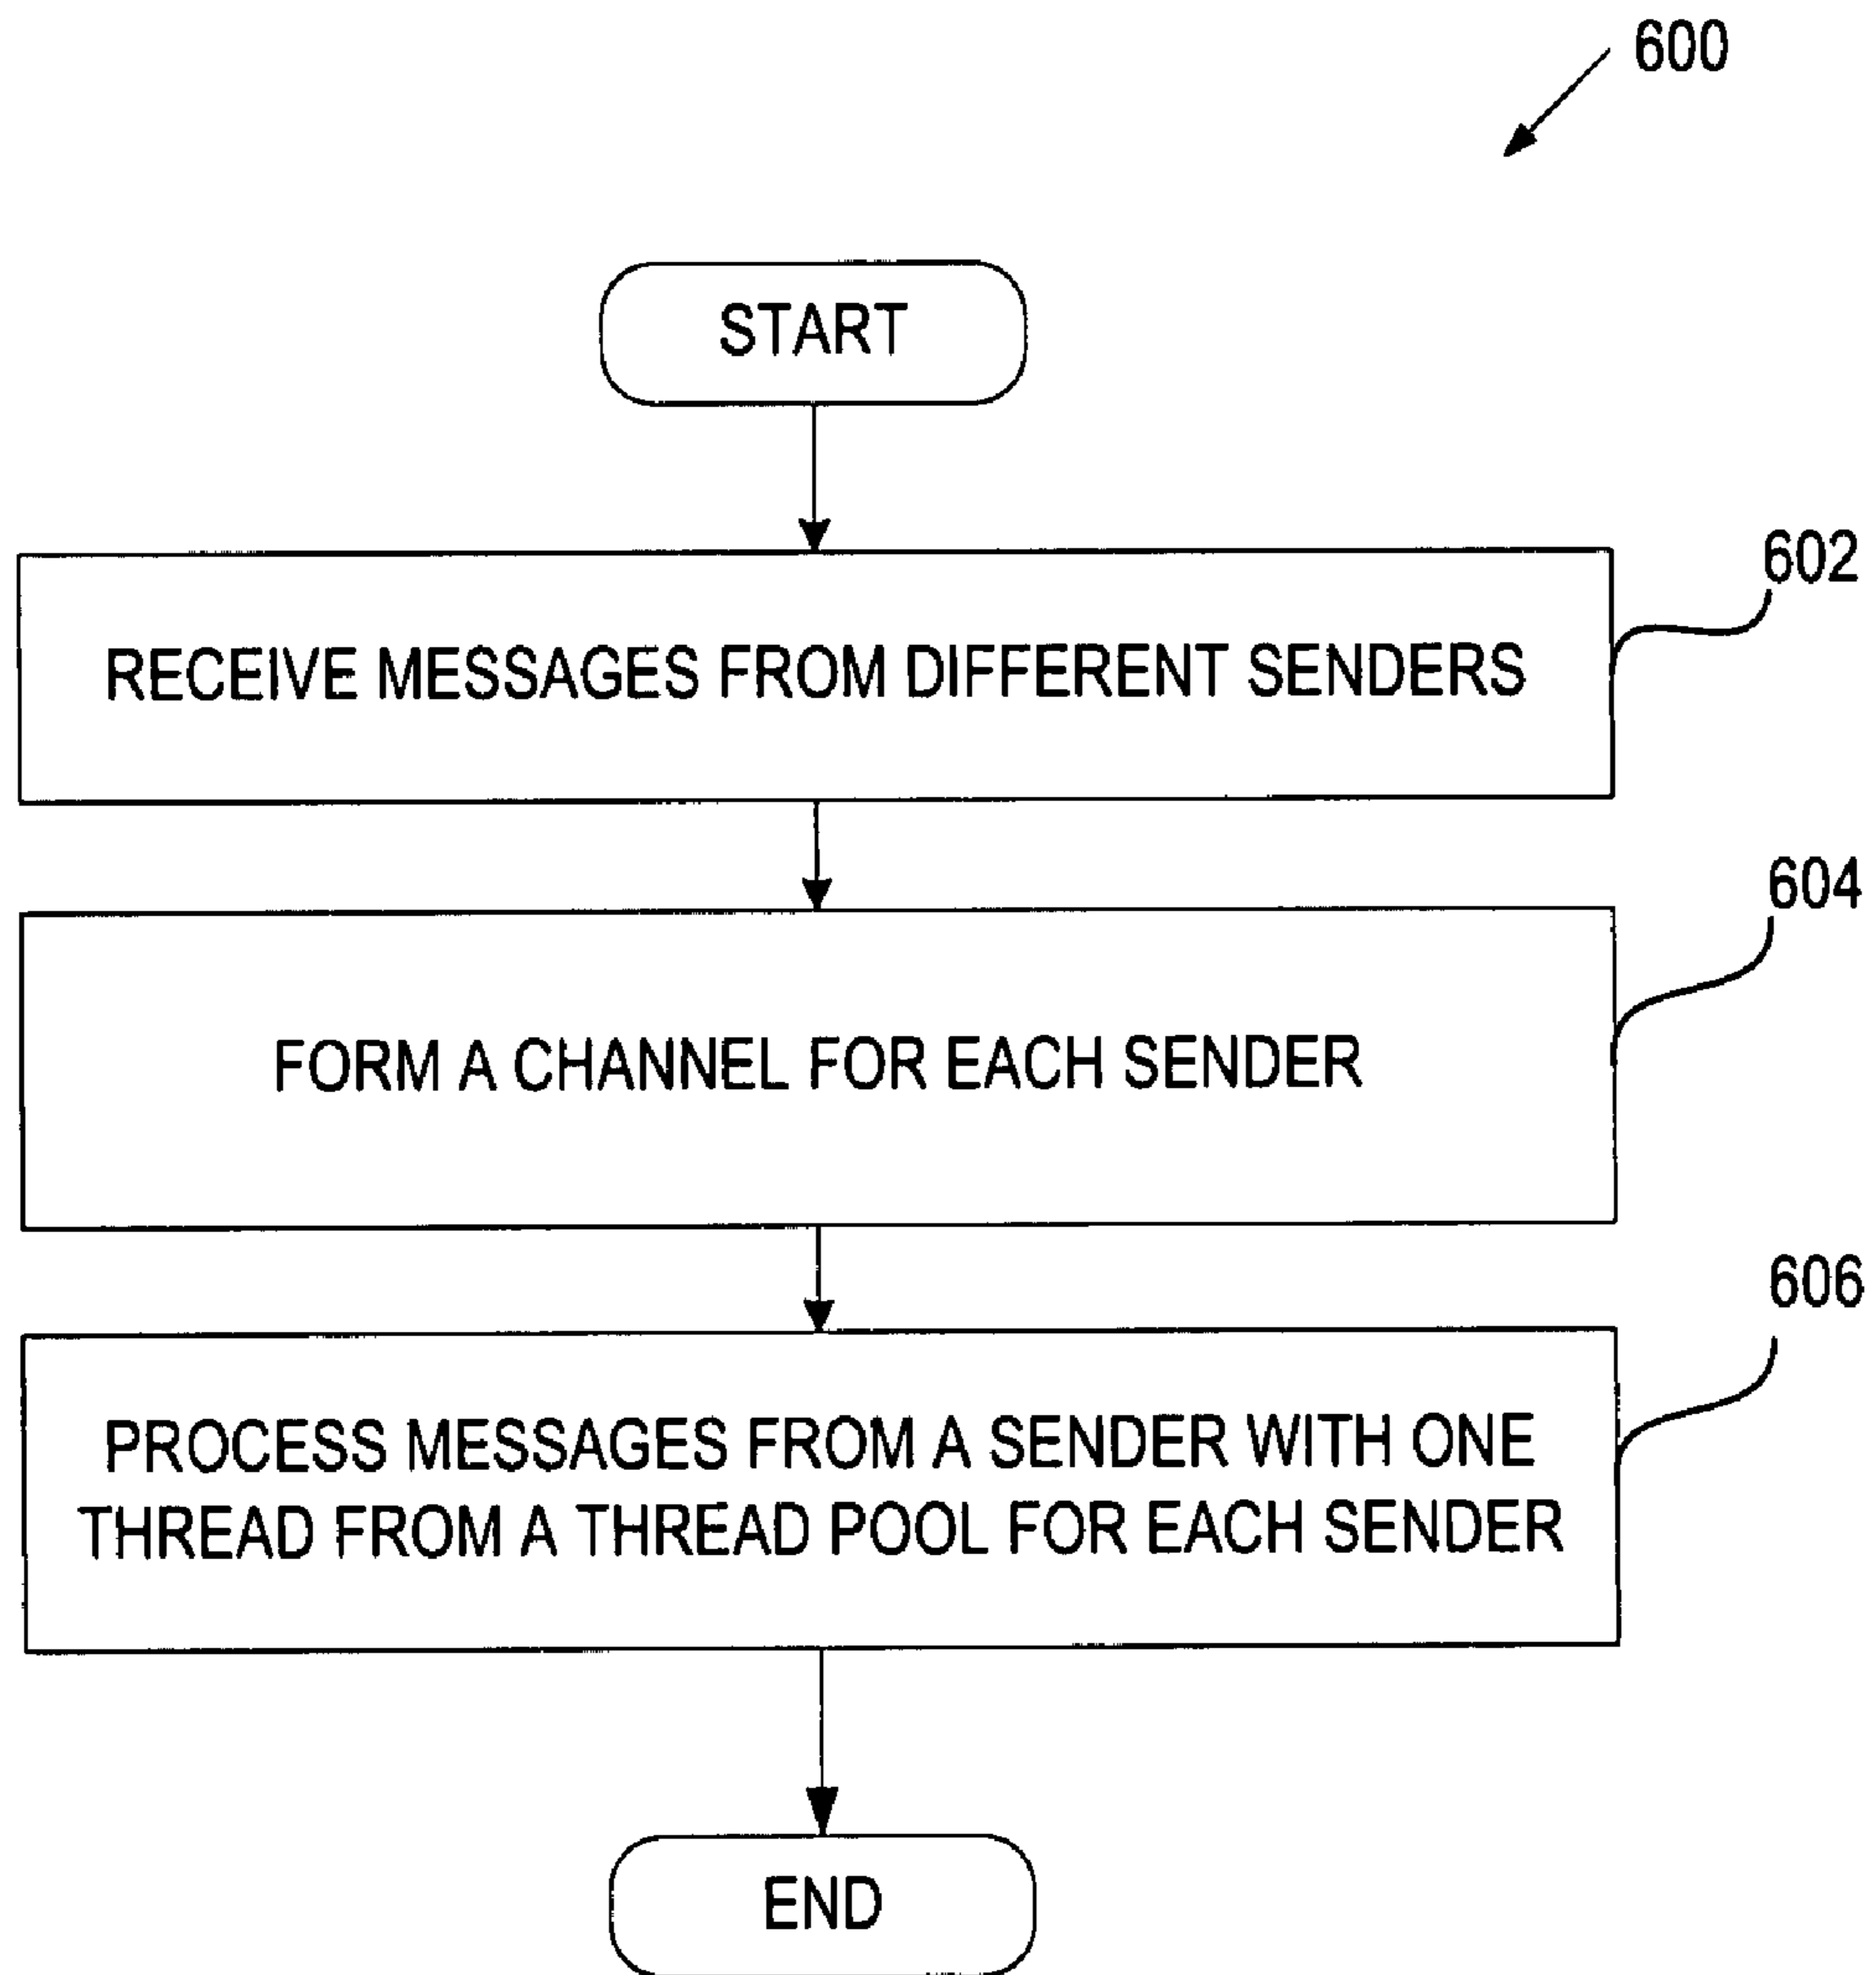 600
START
602
RECEIVE MESSAGES FROM DIFFERENT SENDERS
604
FORM A CHANNEL FOR EACH SENDER
606
PROCESS MESSAGES FROM A SENDER WITH ONE
THREAD FROM A THREAD POOL FOR EACH SENDER
END